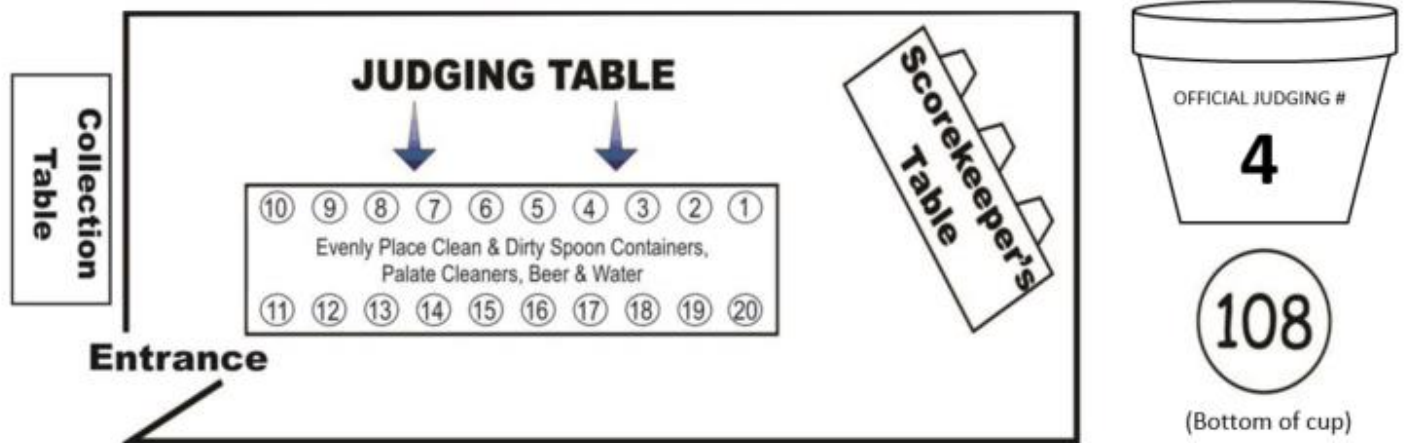 JUDGING TABLE
Collection
Table
Scorekeeper's
Table
10 9 8 7 6 5 4 3 2 1
Evenly Place Clean & Dirty Spoon Containers,
Palate Cleaners, Beer & Water
11 12 13 14 15 16 17 18 19 20
Entrance
OFFICIAL JUDGING #
4
108
(Bottom of cup)